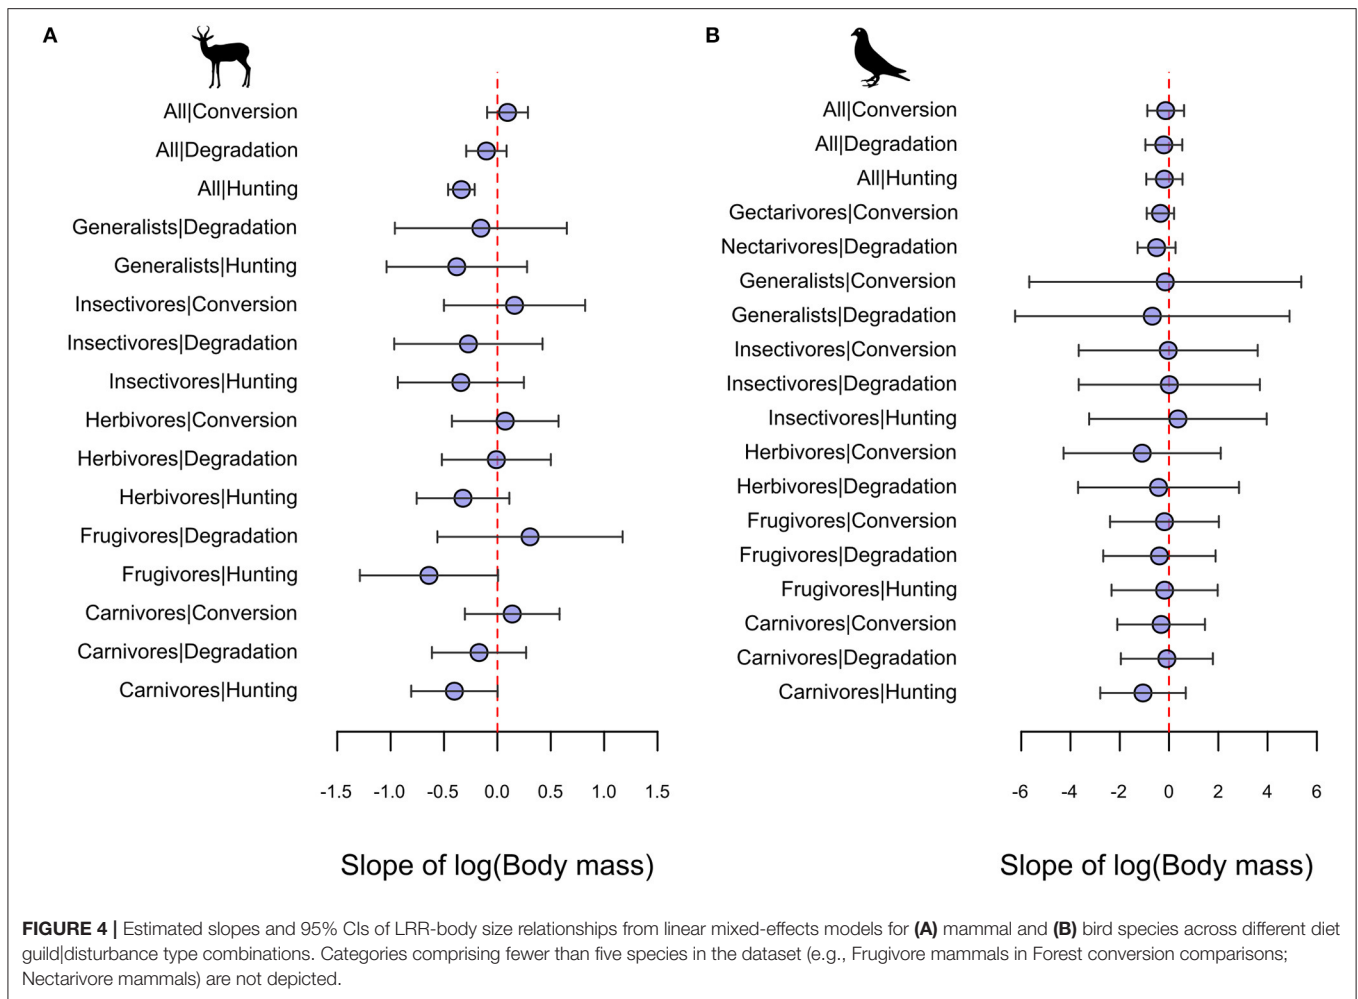 A
All|Conversion
All|Degradation
All|Hunting
Generalists|Degradation
Generalists|Hunting
Insectivores|Conversion
Insectivores|Degradation
Insectivores|Hunting
Herbivores|Conversion
Herbivores|Degradation
Herbivores|Hunting
Frugivores|Degradation
Frugivores|Hunting
Carnivores|Conversion
Carnivores|Degradation
Carnivores|Hunting
-1.5 -1.0 -0.5 0.0 0.5 1.0 1.5
Slope of log(Body mass)
B
All|Conversion
All|Degradation
All|Hunting
Gectarivores|Conversion
Nectarivores|Degradation
Generalists|Conversion
Generalists|Degradation
Insectivores|Conversion
Insectivores|Degradation
Insectivores|Hunting
Herbivores|Conversion
Herbivores|Degradation
Frugivores|Conversion
Frugivores|Degradation
Frugivores|Hunting
Carnivores|Conversion
Carnivores|Degradation
Carnivores|Hunting
-6 -4 -2 0 2 4 6
Slope of log(Body mass)
FIGURE 4 | Estimated slopes and 95% CIs of LRR-body size relationships from linear mixed-effects models for (A) mammal and (B) bird species across different diet
guild|disturbance type combinations. Categories comprising fewer than five species in the dataset (e.g., Frugivore mammals in Forest conversion comparisons;
Nectarivore mammals) are not depicted.